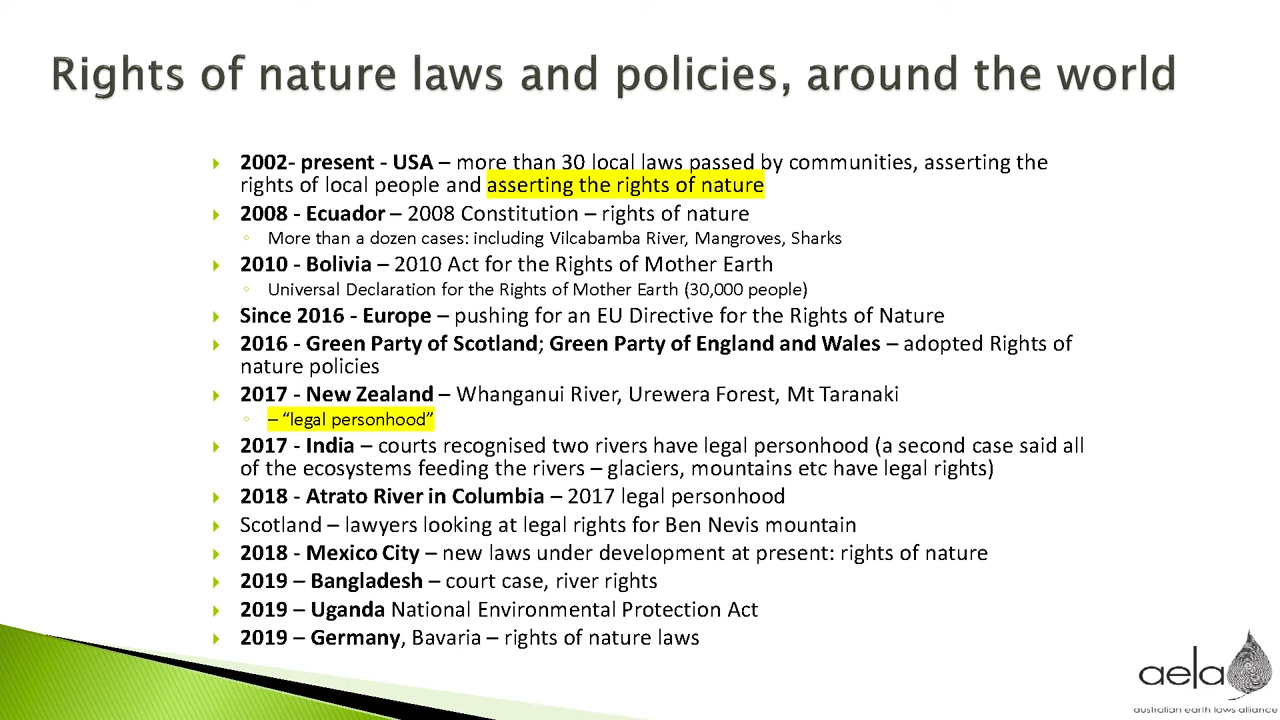 Rights of nature laws and policies, around the world
2002- present - USA – more than 30 local laws passed by communities, asserting the
rights of local people and asserting the rights of nature
2008 - Ecuador – 2008 Constitution – rights of nature
More than a dozen cases: including Vilcabamba River, Mangroves, Sharks
2010 - Bolivia – 2010 Act for the Rights of Mother Earth
Universal Declaration for the Rights of Mother Earth (30,000 people)
Since 2016 - Europe – pushing for an EU Directive for the Rights of Nature
2016 - Green Party of Scotland; Green Party of England and Wales – adopted Rights of
nature policies
2017 - New Zealand – Whanganui River, Urewera Forest, Mt Taranaki
– “legal personhood”
2017 - India – courts recognised two rivers have legal personhood (a second case said all
of the ecosystems feeding the rivers – glaciers, mountains etc have legal rights)
2018 - Atrato River in Columbia – 2017 legal personhood
Scotland – lawyers looking at legal rights for Ben Nevis mountain
2018 - Mexico City – new laws under development at present: rights of nature
2019 – Bangladesh – court case, river rights
2019 – Uganda National Environmental Protection Act
2019 – Germany, Bavaria – rights of nature laws
aela
australian earth laws alliance